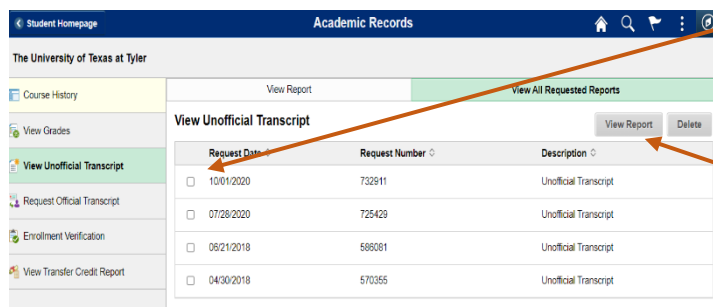 Student Homepage
Academic Records
The University of Texas at Tyler
Course History
View Grades
View Unofficial Transcript
Request Official Transcript
Enrollment Verification
View Transfer Credit Report
View Report
View All Requested Reports
View Unofficial Transcript
View Report Delete
Request Date Request Number Description
10/01/2020 732911 Unofficial Transcript
07/28/2020 725429 Unofficial Transcript
06/21/2018 586081 Unofficial Transcript
04/30/2018 570355 Unofficial Transcript